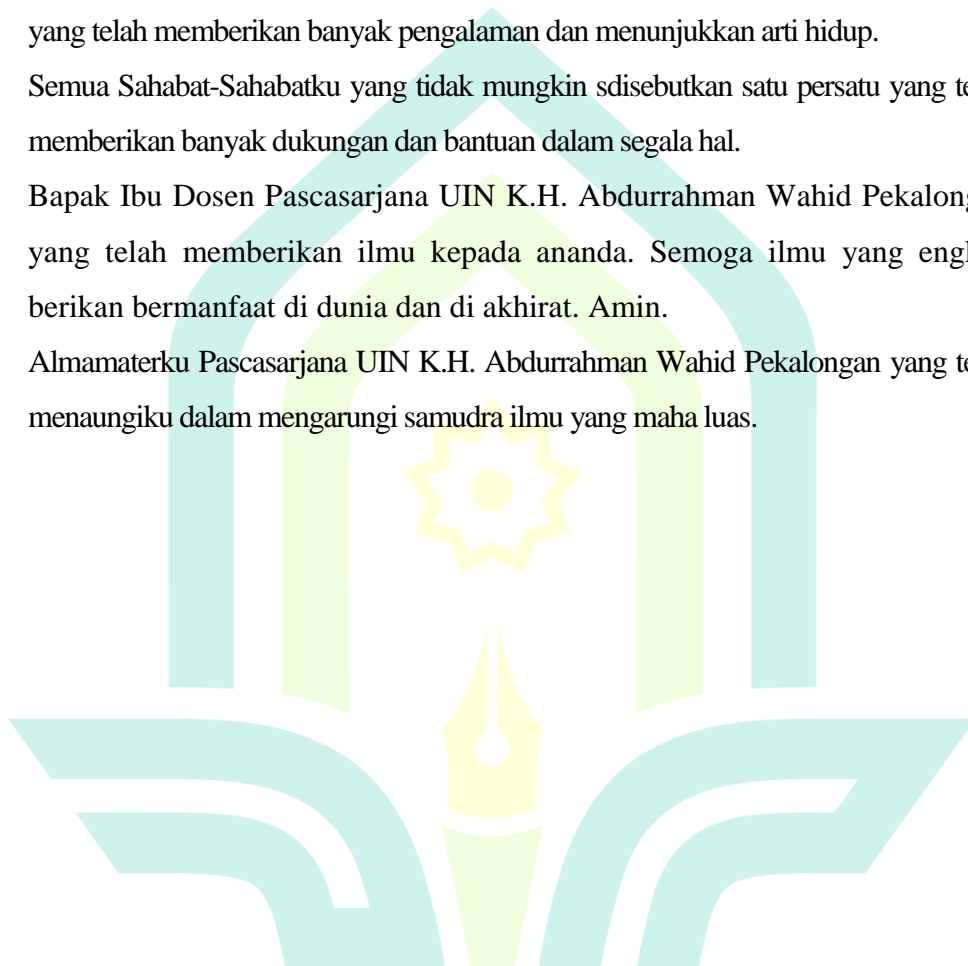 yang telah memberikan banyak pengalaman dan menunjukkan arti hidup.
Semua Sahabat-Sahabatku yang tidak mungkin sdisebutkan satu persatu yang te
memberikan banyak dukungan dan bantuan dalam segala hal.
Bapak Ibu Dosen Pascasarjana UIN K.H. Abdurrahman Wahid Pekalong
yang telah memberikan ilmu kepada ananda. Semoga ilmu yang engl
berikan bermanfaat di dunia dan di akhirat. Amin.
Almamaterku Pascasarjana UIN K.H. Abdurrahman Wahid Pekalongan yang te
menaungiku dalam mengarungi samudra ilmu yang maha luas.